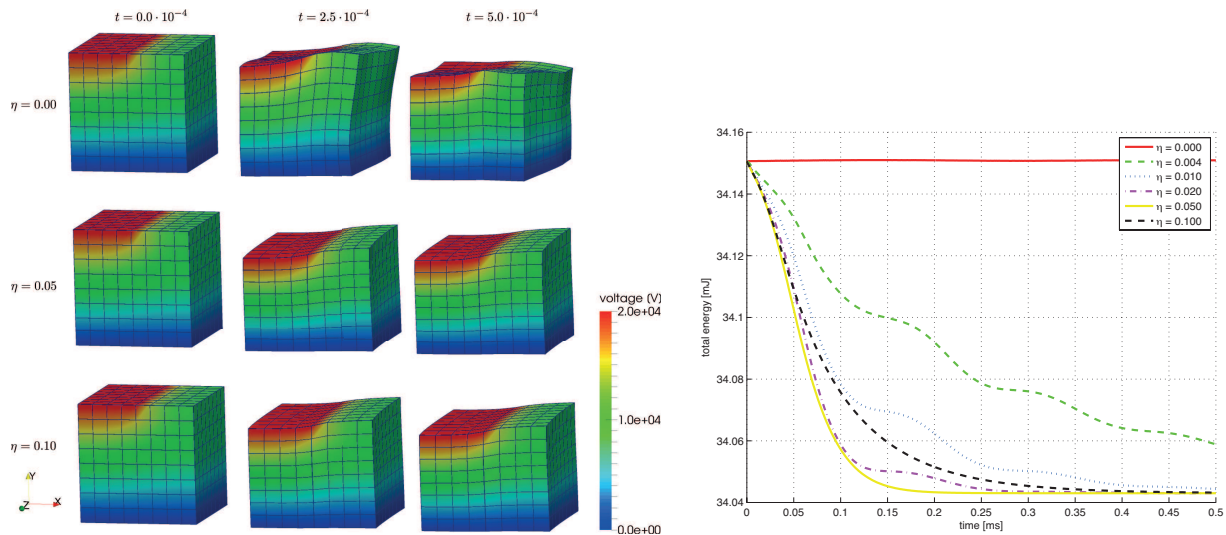 t = 0.0 · 10⁻⁴
t = 2.5 · 10⁻⁴
t = 5.0 · 10⁻⁴
η = 0.00
η = 0.05
η = 0.10
voltage (V)
2.0e+04
1.0e+04
0.0e+00
Y
Z
X
34.16
34.14
34.12
34.1
34.08
34.06
34.04
total energy [mJ]
η = 0.000
η = 0.004
η = 0.010
η = 0.020
η = 0.050
η = 0.100
0
0.05
0.1
0.15
0.2
0.25
0.3
0.35
0.4
0.45
0.5
time [ms]